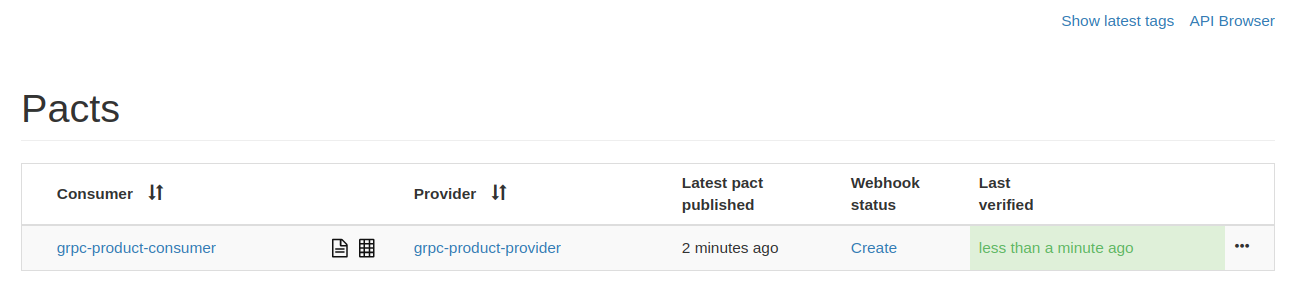 Show latest tags API Browser
Pacts
Consumer Provider Latest pact published Webhook status Last verified
grpc-product-consumer grpc-product-provider 2 minutes ago Create less than a minute ago •••